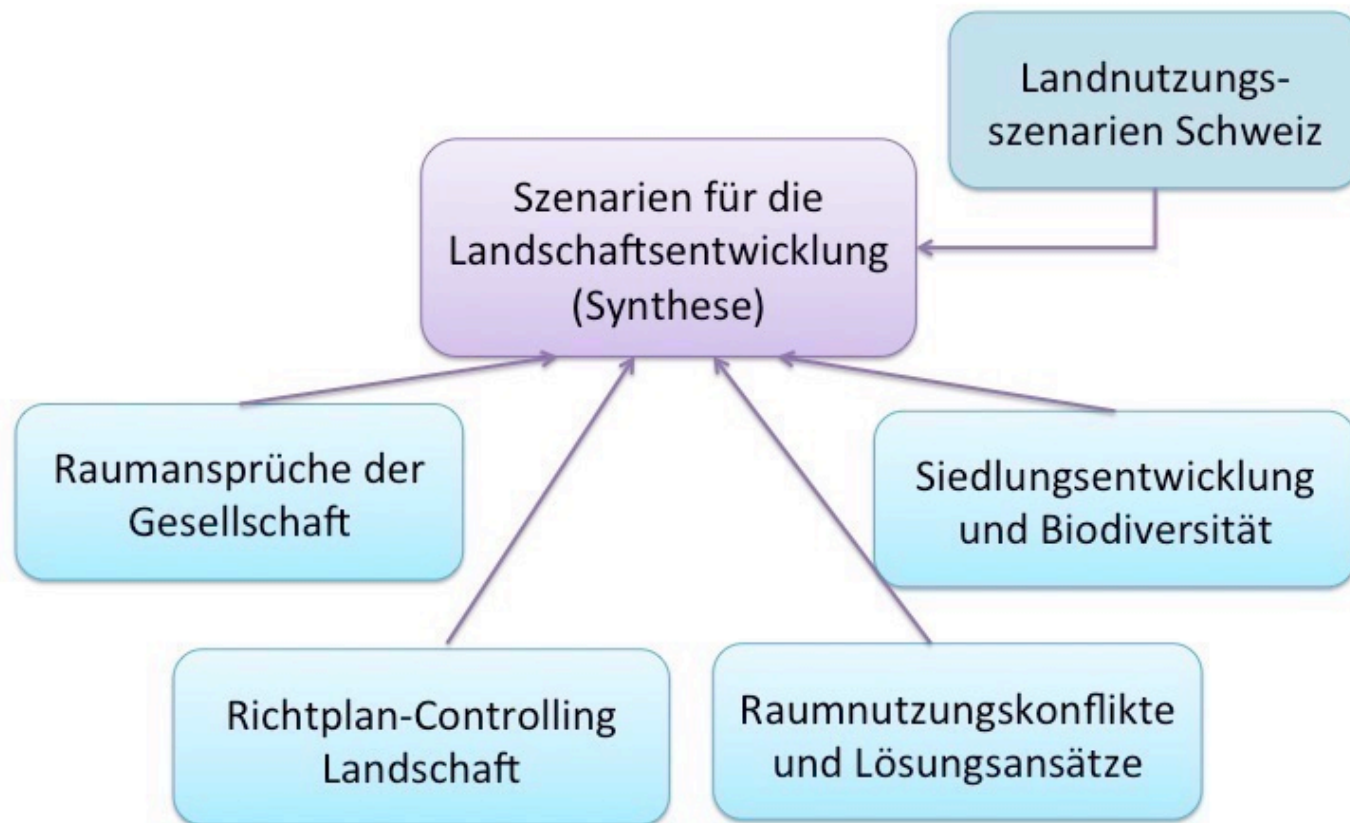 Landnutzungs-
szenarien Schweiz
Szenarien für die
Landschaftsentwicklung
(Synthese)
Raumansprüche der
Gesellschaft
Siedlungsentwicklung
und Biodiversität
Richtplan-Controlling
Landschaft
Raumnutzungskonflikte
und Lösungsansätze